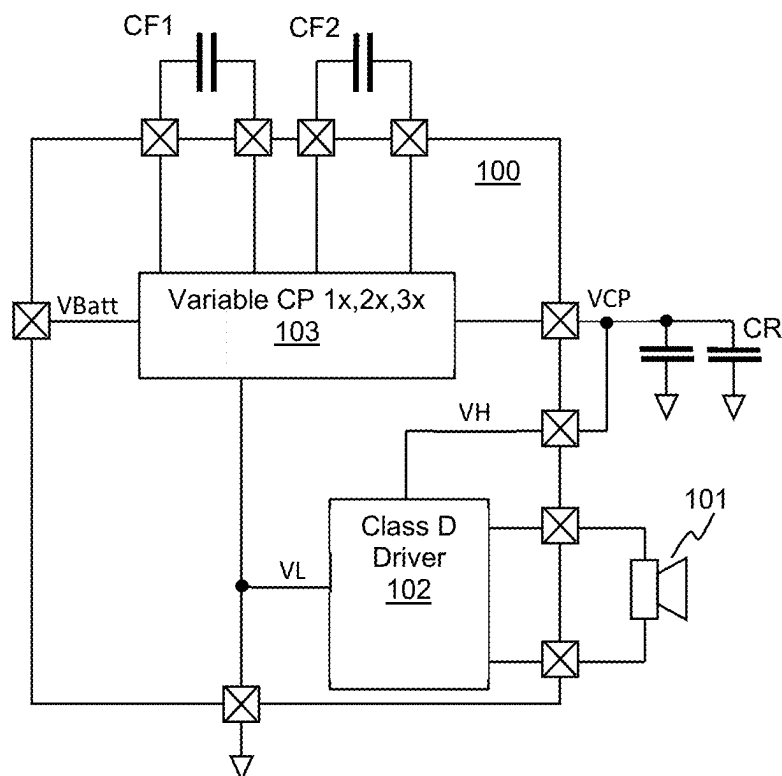 CF1
CF2
100
VBatt
Variable CP 1x,2x,3x
103
VCP
CR
VH
101
Class D
Driver
102
VL